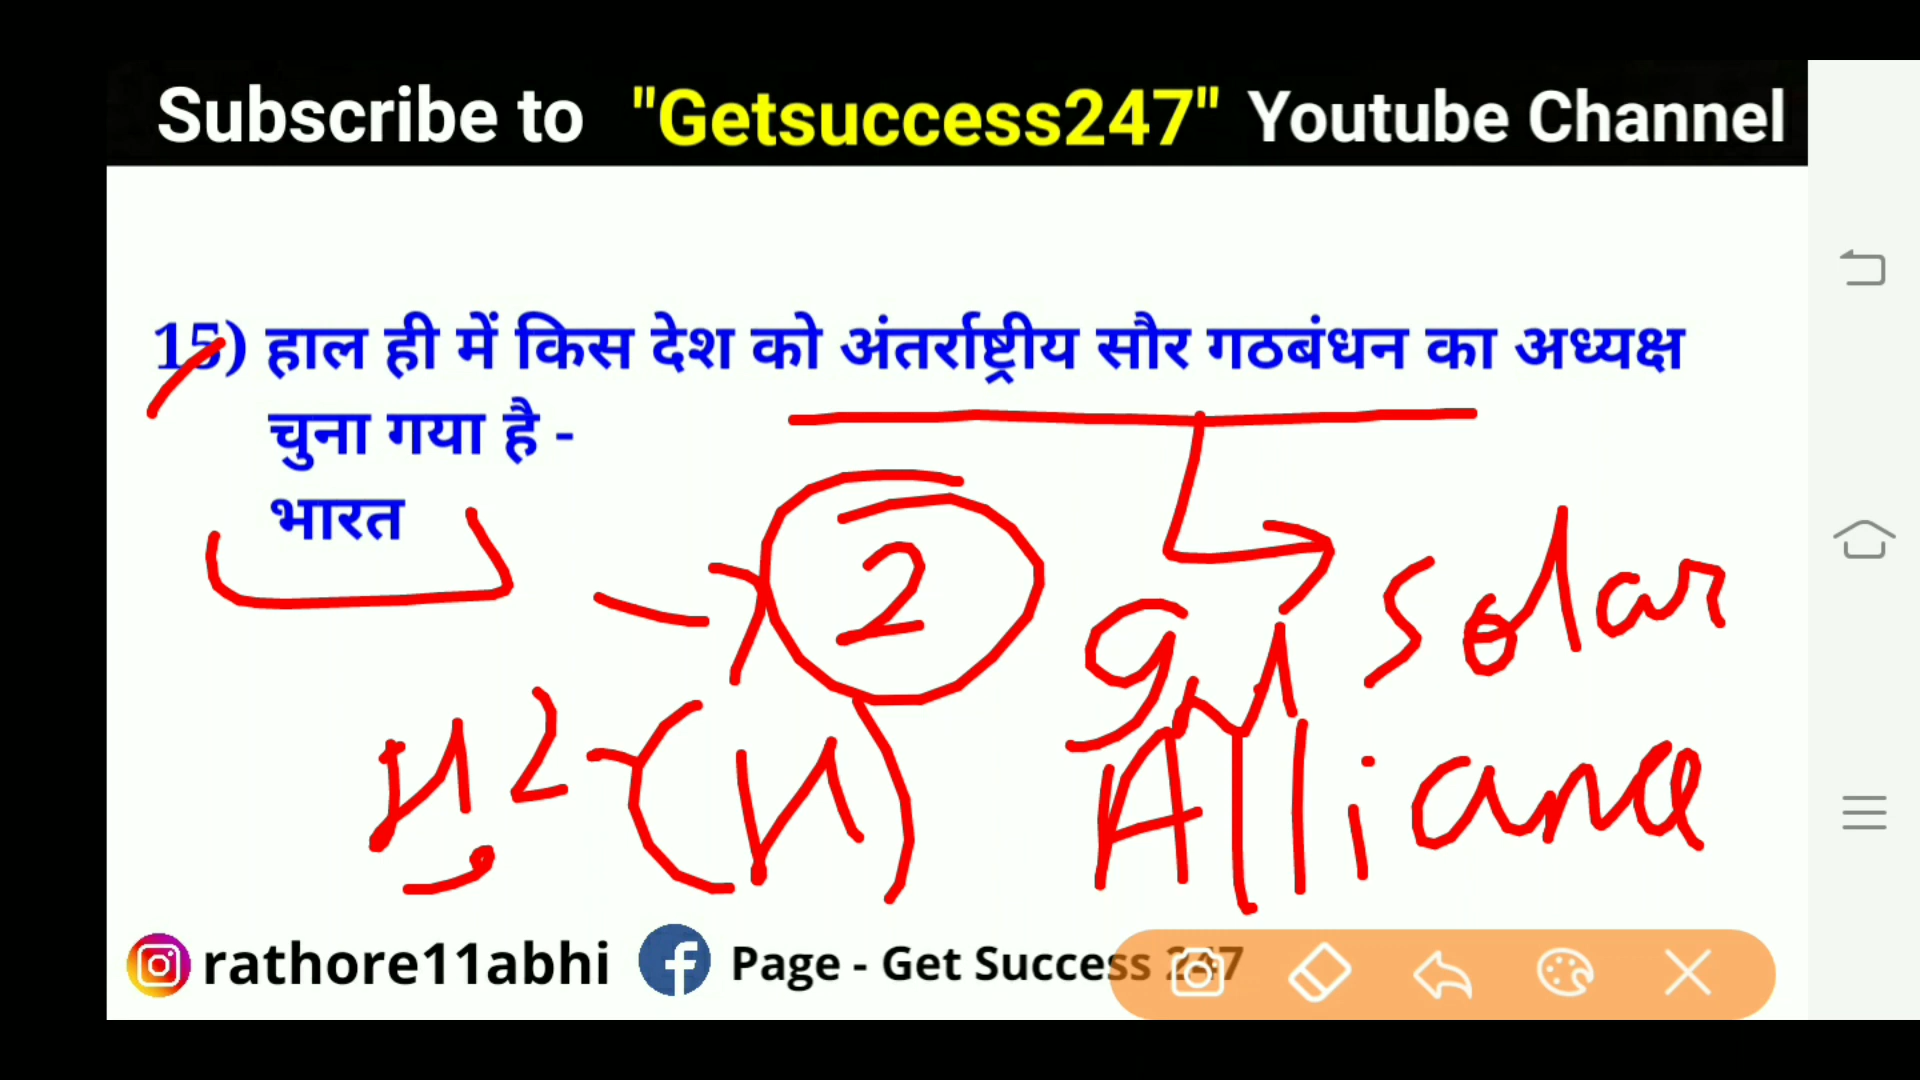 Subscribe to "Getsuccess247" Youtube Channel
15) हाल ही में किस देश को अंतर्राष्ट्रीय सौर गठबंधन का अध्यक्ष
चुना गया है -
भारत
2
Solar
Alliance
rathore11abhi Page - Get Success 247